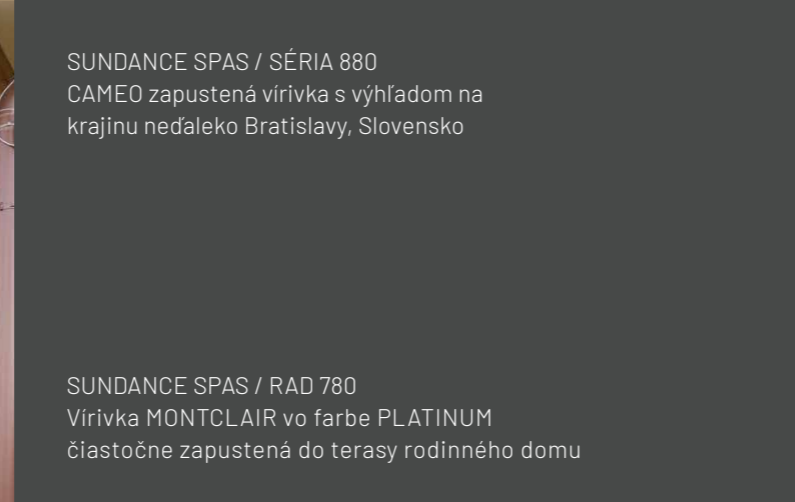 SUNDANCE SPAS / SÉRIA 880
CAMEO zapustená vírivka s výhľadom na
krajinu neďaleko Bratislavy, Slovensko
SUNDANCE SPAS / RAD 780
Vírivka MONTCLAIR vo farbe PLATINUM
čiastočne zapustená do terasy rodinného domu